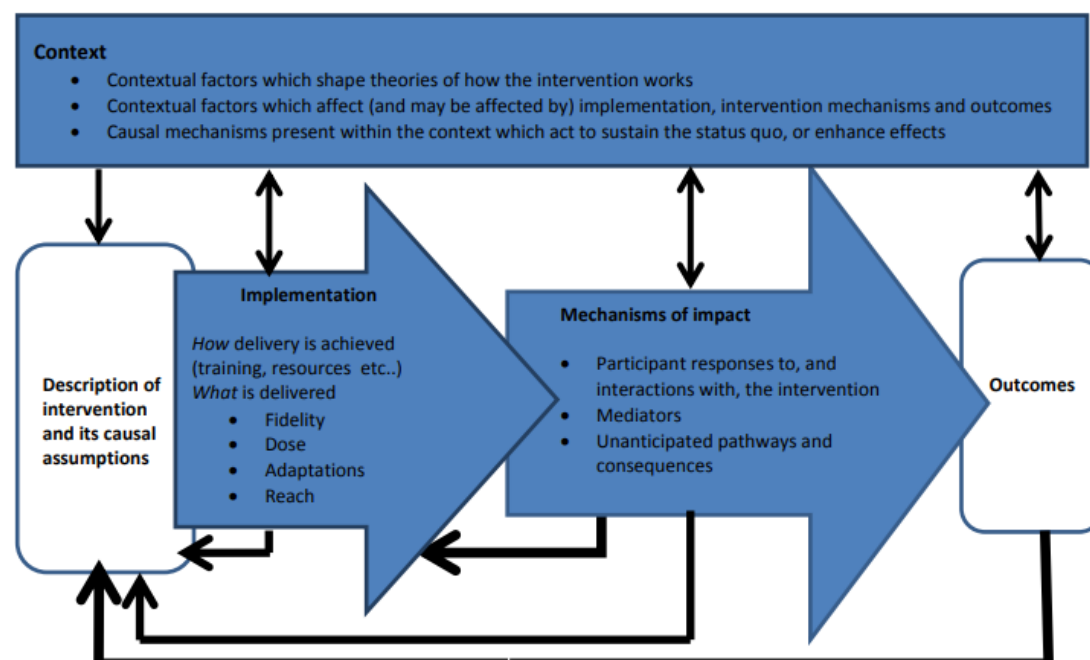 Context
• Contextual factors which shape theories of how the intervention works
• Contextual factors which affect (and may be affected by) implementation, intervention mechanisms and outcomes
• Causal mechanisms present within the context which act to sustain the status quo, or enhance effects
Description of
intervention
and its causal
assumptions
Implementation
How delivery is achieved
(training, resources etc..)
What is delivered
• Fidelity
• Dose
• Adaptations
• Reach
Mechanisms of impact
• Participant responses to, and
interactions with, the intervention
• Mediators
• Unanticipated pathways and
consequences
Outcomes